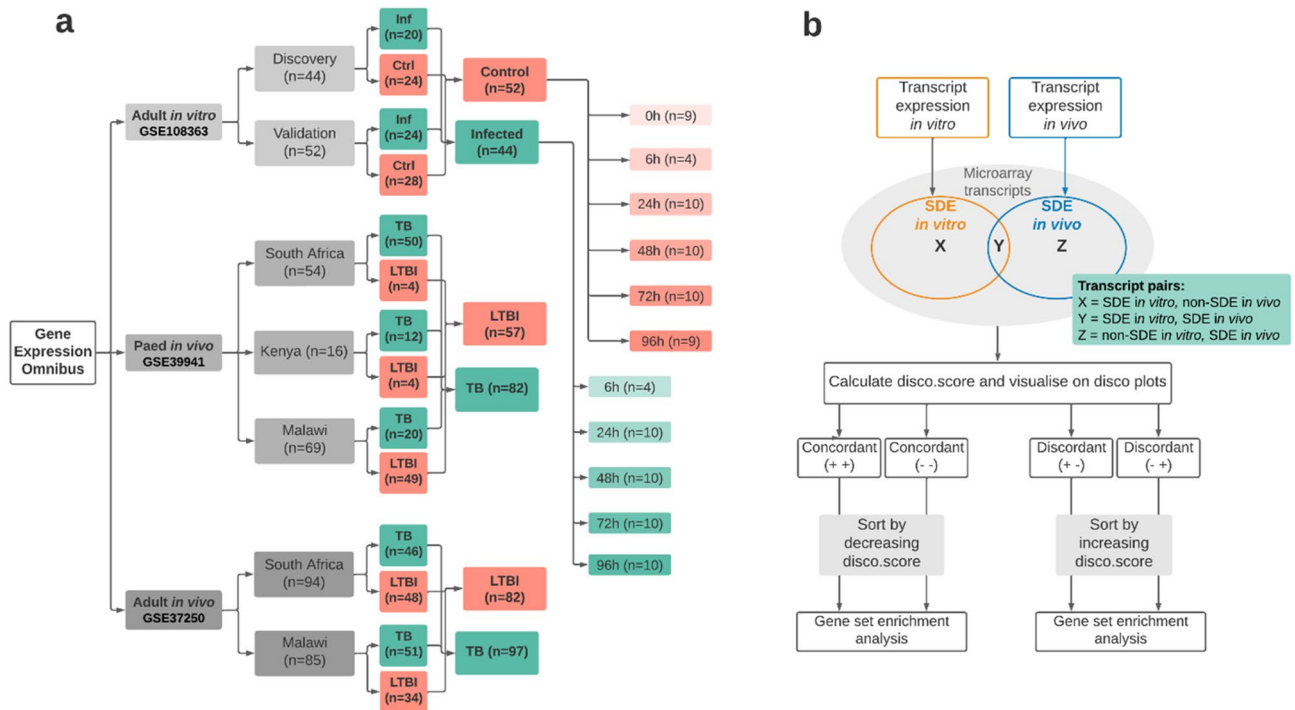 a
Gene
Expression
Omnibus
Adult in vitro
GSE108363
Discovery
(n=44)
Inf
(n=20)
Ctrl
(n=24)
Validation
(n=52)
Inf
(n=24)
Ctrl
(n=28)
Control
(n=52)
Infected
(n=44)
0h (n=9)
6h (n=4)
24h (n=10)
48h (n=10)
72h (n=10)
96h (n=9)
6h (n=4)
24h (n=10)
48h (n=10)
72h (n=10)
96h (n=10)
Paed in vivo
GSE39941
South Africa
(n=54)
TB
(n=50)
LTBI
(n=4)
Kenya (n=16)
TB
(n=12)
LTBI
(n=4)
Malawi
(n=69)
TB
(n=20)
LTBI
(n=49)
LTBI
(n=57)
TB (n=82)
Adult in vivo
GSE37250
South Africa
(n=94)
TB
(n=46)
LTBI
(n=48)
Malawi
(n=85)
TB
(n=51)
LTBI
(n=34)
LTBI
(n=82)
TB (n=97)
b
Transcript
expression
in vitro
Transcript
expression
in vivo
Microarray
transcripts
SDE
in vitro
SDE
in vivo
X
Y
Z
Transcript pairs:
X = SDE in vitro, non-SDE in vivo
Y = SDE in vitro, SDE in vivo
Z = non-SDE in vitro, SDE in vivo
Calculate disco.score and visualise on disco plots
Concordant
(+ +)
Concordant
(- -)
Discordant
(+ -)
Discordant
(- +)
Sort by
decreasing
disco.score
Sort by
increasing
disco.score
Gene set enrichment
analysis
Gene set enrichment
analysis